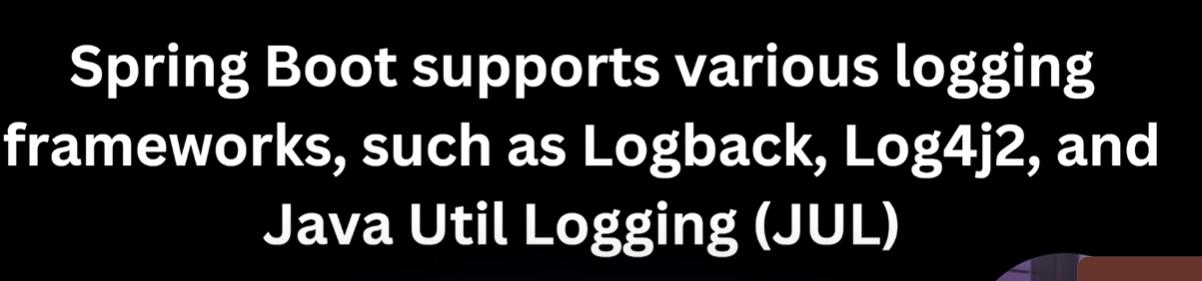 Spring Boot supports various logging
frameworks, such as Logback, Log4j2, and
Java Util Logging (JUL)